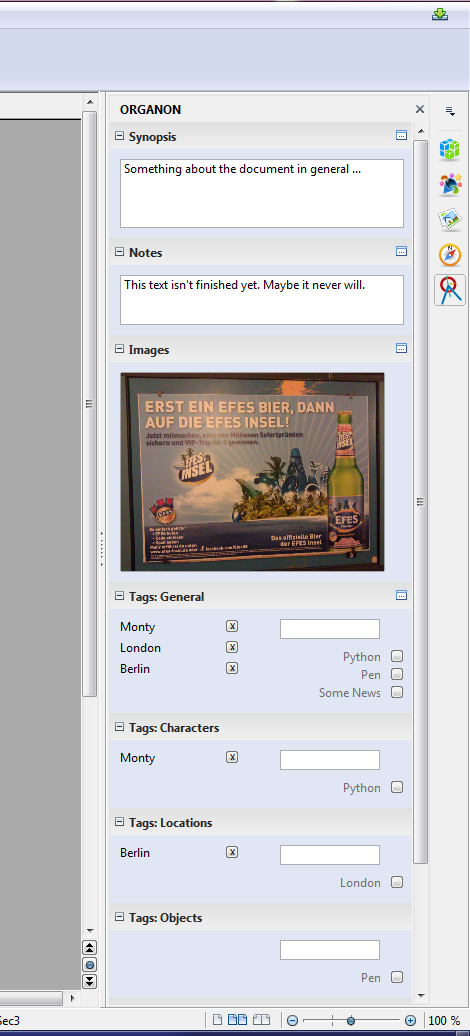 ORGANON
Synopsis
Something about the document in general ...
Notes
This text isn't finished yet. Maybe it never will.
Images
ERST EIN EFES BIER, DANN
AUF DIE EFES INSEL!
Jetzt mitmachen, eine von Millionen Sofortprämien
sichern und VIP-Trip für 2 gewinnen.
EFES
INSEL
EFES
Das offizielle Bier
der EFES Insel
Tags: General
Monty x
London x
Berlin x
Python
Pen
Some News
Tags: Characters
Monty x
Python
Tags: Locations
Berlin x
London
Tags: Objects
Pen
Sec3
100 %